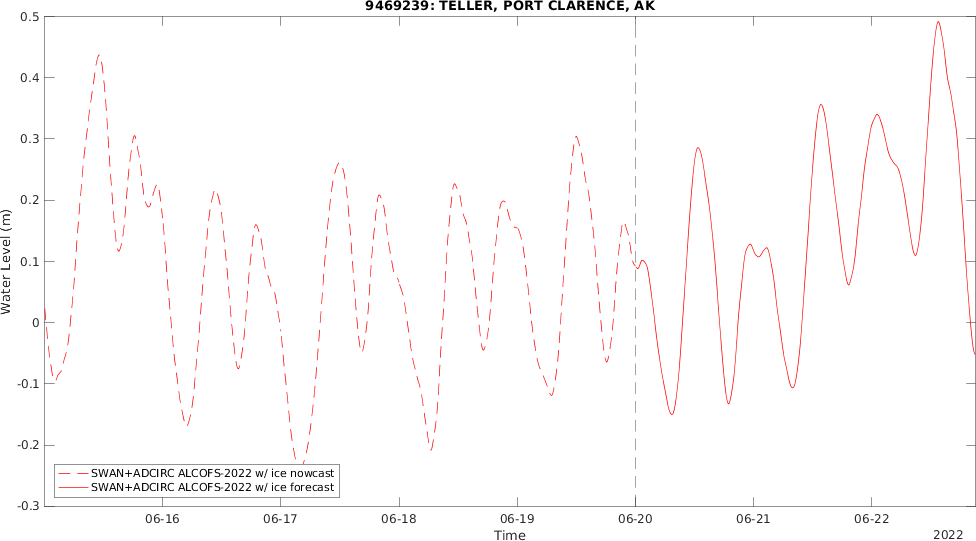 9469239: TELLER, PORT CLARENCE, AK
0.5
0.4
0.3
0.2
0.1
0
-0.1
-0.2
-0.3
Water Level (m)
SWAN+ADCIRC ALCOFS-2022 w/ ice nowcast
SWAN+ADCIRC ALCOFS-2022 w/ ice forecast
06-16 06-17 06-18 06-19 06-20 06-21 06-22
Time
2022